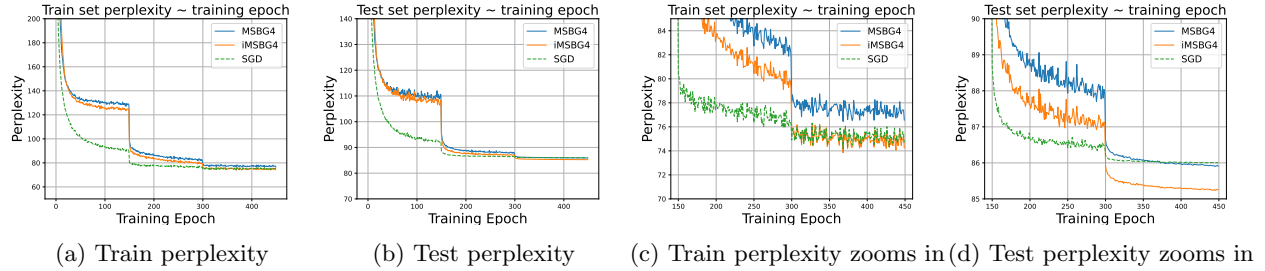 Train set perplexity ~ training epoch
200
180
160
140
120
100
80
60
Perplexity
MSBG4
iMSBG4
SGD
0
100
200
300
400
Training Epoch
(a) Train perplexity
Test set perplexity ~ training epoch
140
130
120
110
100
90
80
70
Perplexity
MSBG4
iMSBG4
SGD
0
100
200
300
400
Training Epoch
(b) Test perplexity
Train set perplexity ~ training epoch
84
82
80
78
76
74
72
70
Perplexity
MSBG4
iMSBG4
SGD
150
200
250
300
350
400
450
Training Epoch
(c) Train perplexity zooms in
Test set perplexity ~ training epoch
90
89
88
87
86
85
Perplexity
MSBG4
iMSBG4
SGD
150
200
250
300
350
400
450
Training Epoch
(d) Test perplexity zooms in